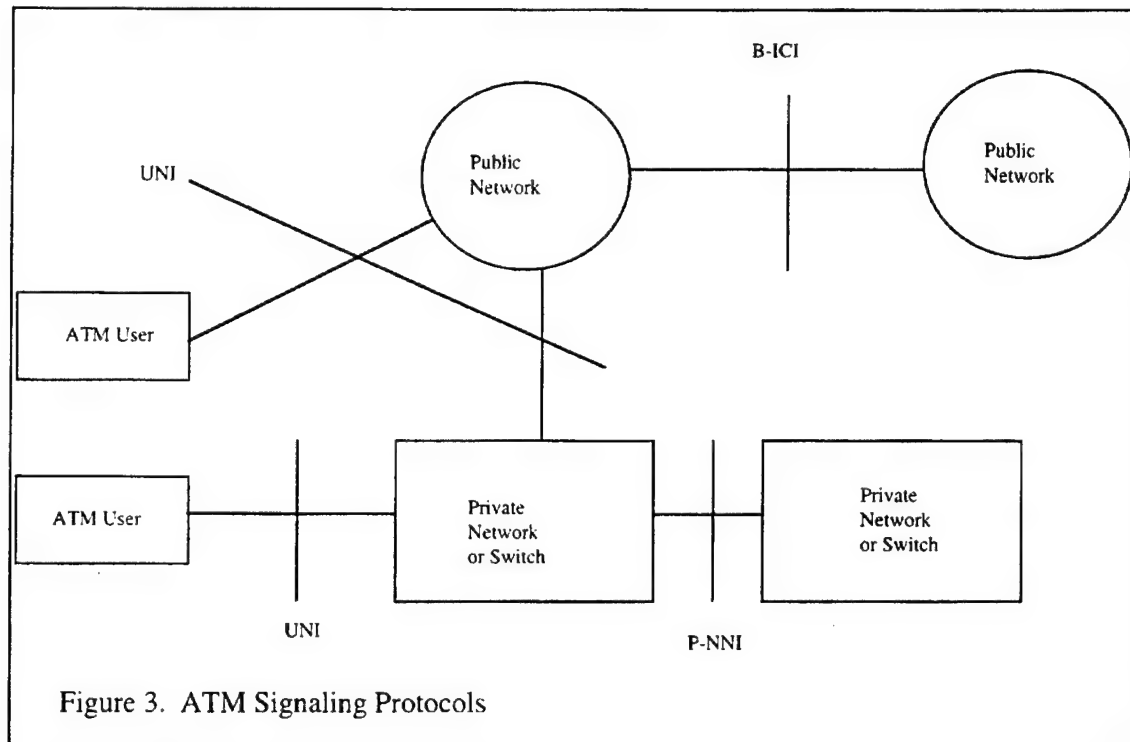 B-ICI
UNI
Public
Network
Public
Network
ATM User
ATM User
Private
Network
or Switch
Private
Network
or Switch
UNI
P-NNI
Figure 3. ATM Signaling Protocols